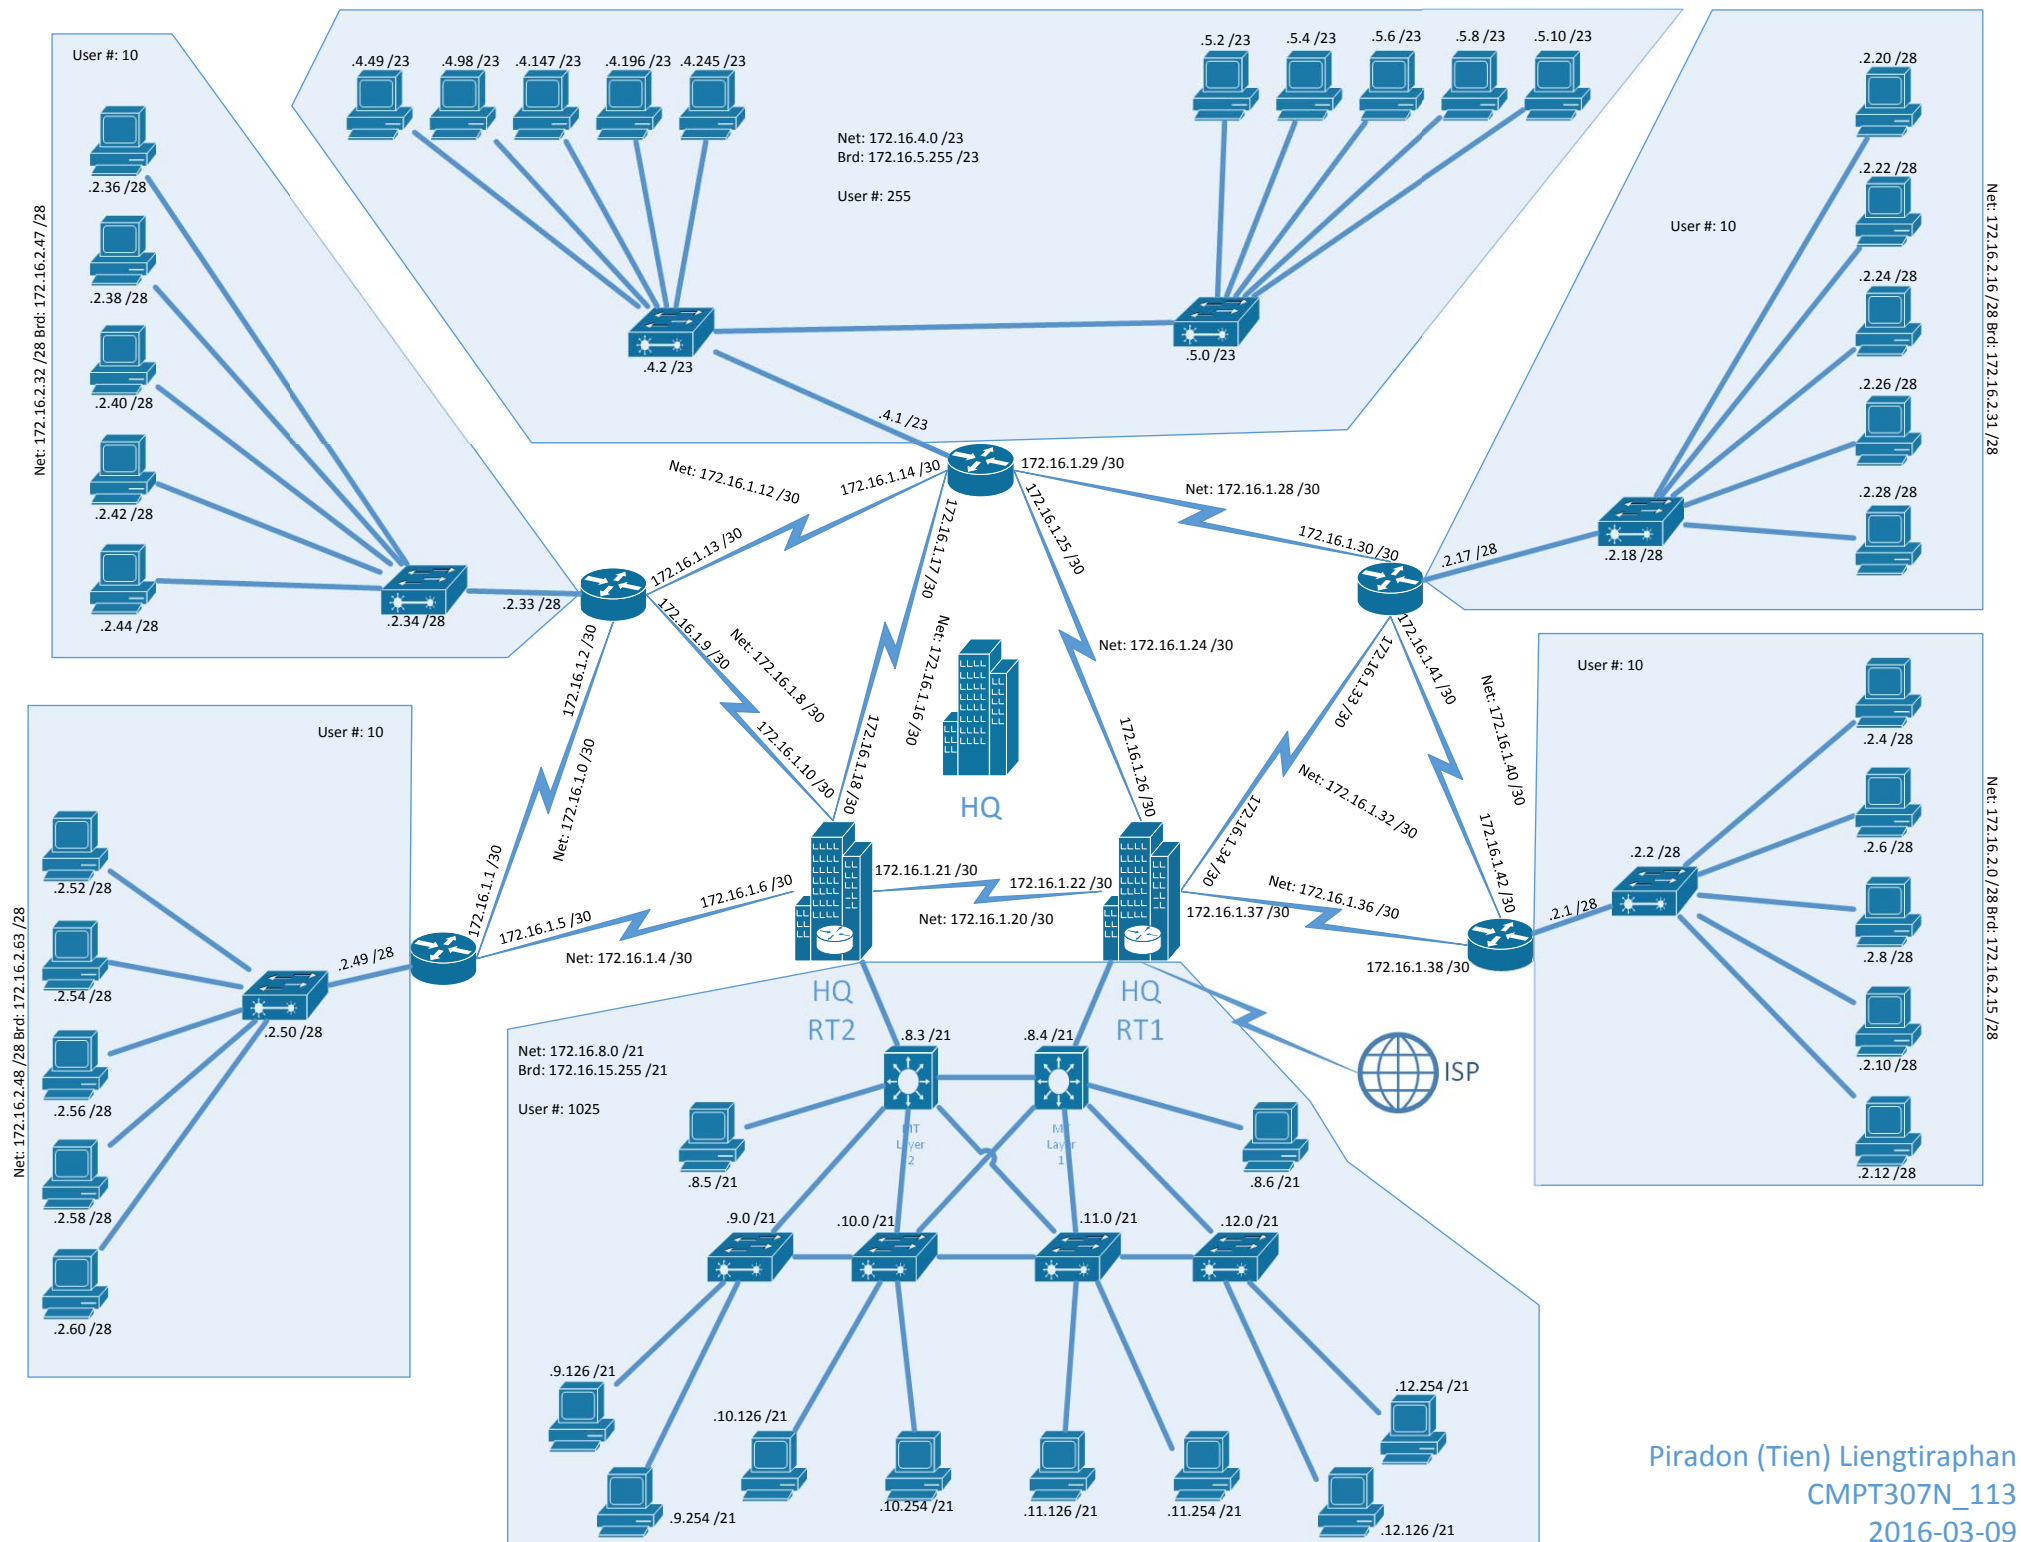 User #: 10
.2.36 /28
.2.38 /28
.2.40 /28
.2.42 /28
.2.44 /28
.2.34 /28
.2.33 /28
Net: 172.16.2.32 /28 Brd: 172.16.2.47 /28
.4.49 /23
.4.98 /23
.4.147 /23
.4.196 /23
.4.245 /23
.5.2 /23
.5.4 /23
.5.6 /23
.5.8 /23
.5.10 /23
Net: 172.16.4.0 /23
Brd: 172.16.5.255 /23
User #: 255
.4.2 /23
.5.0 /23
.4.1 /23
User #: 10
.2.20 /28
.2.22 /28
.2.24 /28
.2.26 /28
.2.28 /28
.2.18 /28
.2.17 /28
Net: 172.16.2.16 /28 Brd: 172.16.2.31 /28
Net: 172.16.1.12 /30
172.16.1.14 /30
172.16.1.13 /30
172.16.1.29 /30
Net: 172.16.1.28 /30
172.16.1.30 /30
172.16.1.17 /30
Net: 172.16.1.16 /30
172.16.1.18 /30
172.16.1.25 /30
Net: 172.16.1.24 /30
172.16.1.26 /30
172.16.1.9 /30
Net: 172.16.1.8 /30
172.16.1.10 /30
172.16.1.2 /30
Net: 172.16.1.0 /30
172.16.1.1 /30
172.16.1.33 /30
Net: 172.16.1.32 /30
172.16.1.34 /30
172.16.1.41 /30
Net: 172.16.1.40 /30
172.16.1.42 /30
HQ
172.16.1.5 /30
172.16.1.6 /30
Net: 172.16.1.4 /30
172.16.1.21 /30
172.16.1.22 /30
Net: 172.16.1.20 /30
Net: 172.16.1.36 /30
172.16.1.37 /30
172.16.1.38 /30
User #: 10
.2.52 /28
.2.54 /28
.2.56 /28
.2.58 /28
.2.60 /28
.2.50 /28
.2.49 /28
Net: 172.16.2.48 /28 Brd: 172.16.2.63 /28
User #: 10
.2.4 /28
.2.6 /28
.2.8 /28
.2.10 /28
.2.12 /28
.2.2 /28
.2.1 /28
Net: 172.16.2.0 /28 Brd: 172.16.2.15 /28
HQ
RT2
HQ
RT1
ISP
Net: 172.16.8.0 /21
Brd: 172.16.15.255 /21
User #: 1025
.8.3 /21
.8.4 /21
MT
Layer
2
MT
Layer
1
.8.5 /21
.8.6 /21
.9.0 /21
.10.0 /21
.11.0 /21
.12.0 /21
.9.126 /21
.9.254 /21
.10.126 /21
.10.254 /21
.11.126 /21
.11.254 /21
.12.254 /21
.12.126 /21
Piradon (Tien) Liengtiraphan
CMPT307N_113
2016-03-09